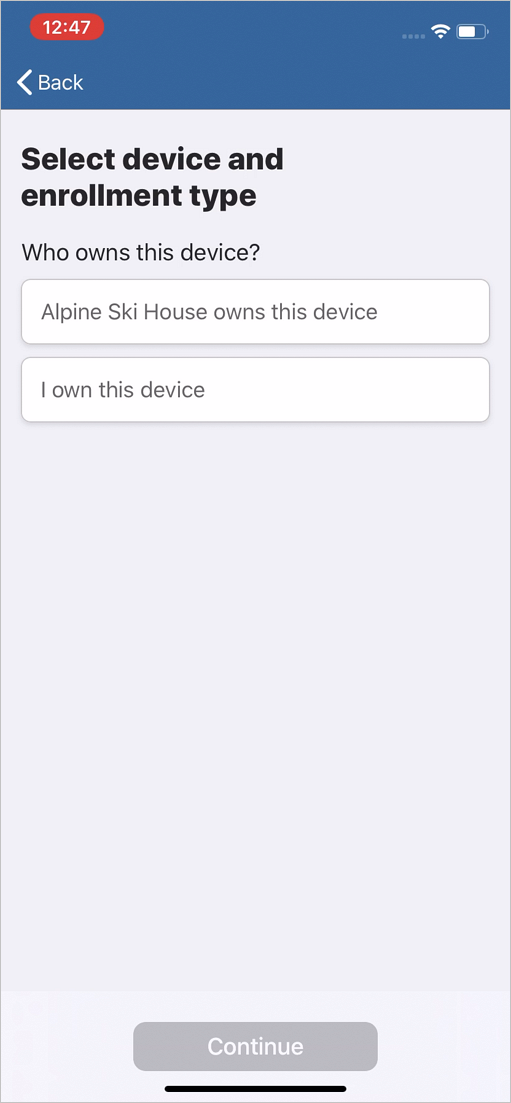 12:47
Back
Select device and
enrollment type
Who owns this device?
Alpine Ski House owns this device
I own this device
Continue